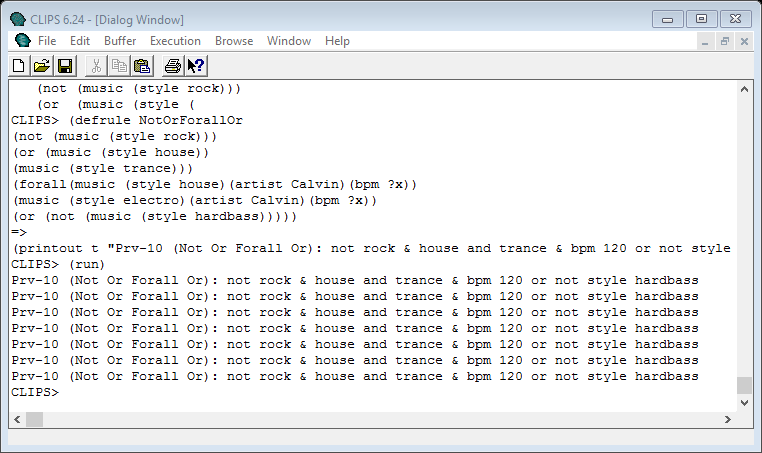 CLIPS 6.24 - [Dialog Window]
File Edit Buffer Execution Browse Window Help
(not (music (style rock)))
(or  (music (style (
CLIPS> (defrule NotOrForallOr
(not (music (style rock)))
(or (music (style house))
(music (style trance)))
(forall(music (style house)(artist Calvin)(bpm ?x))
(music (style electro)(artist Calvin)(bpm ?x))
(or (not (music (style hardbass)))))
=>
(printout t "Prv-10 (Not Or Forall Or): not rock & house and trance & bpm 120 or not style
CLIPS> (run)
Prv-10 (Not Or Forall Or): not rock & house and trance & bpm 120 or not style hardbass
Prv-10 (Not Or Forall Or): not rock & house and trance & bpm 120 or not style hardbass
Prv-10 (Not Or Forall Or): not rock & house and trance & bpm 120 or not style hardbass
Prv-10 (Not Or Forall Or): not rock & house and trance & bpm 120 or not style hardbass
Prv-10 (Not Or Forall Or): not rock & house and trance & bpm 120 or not style hardbass
Prv-10 (Not Or Forall Or): not rock & house and trance & bpm 120 or not style hardbass
Prv-10 (Not Or Forall Or): not rock & house and trance & bpm 120 or not style hardbass
CLIPS>